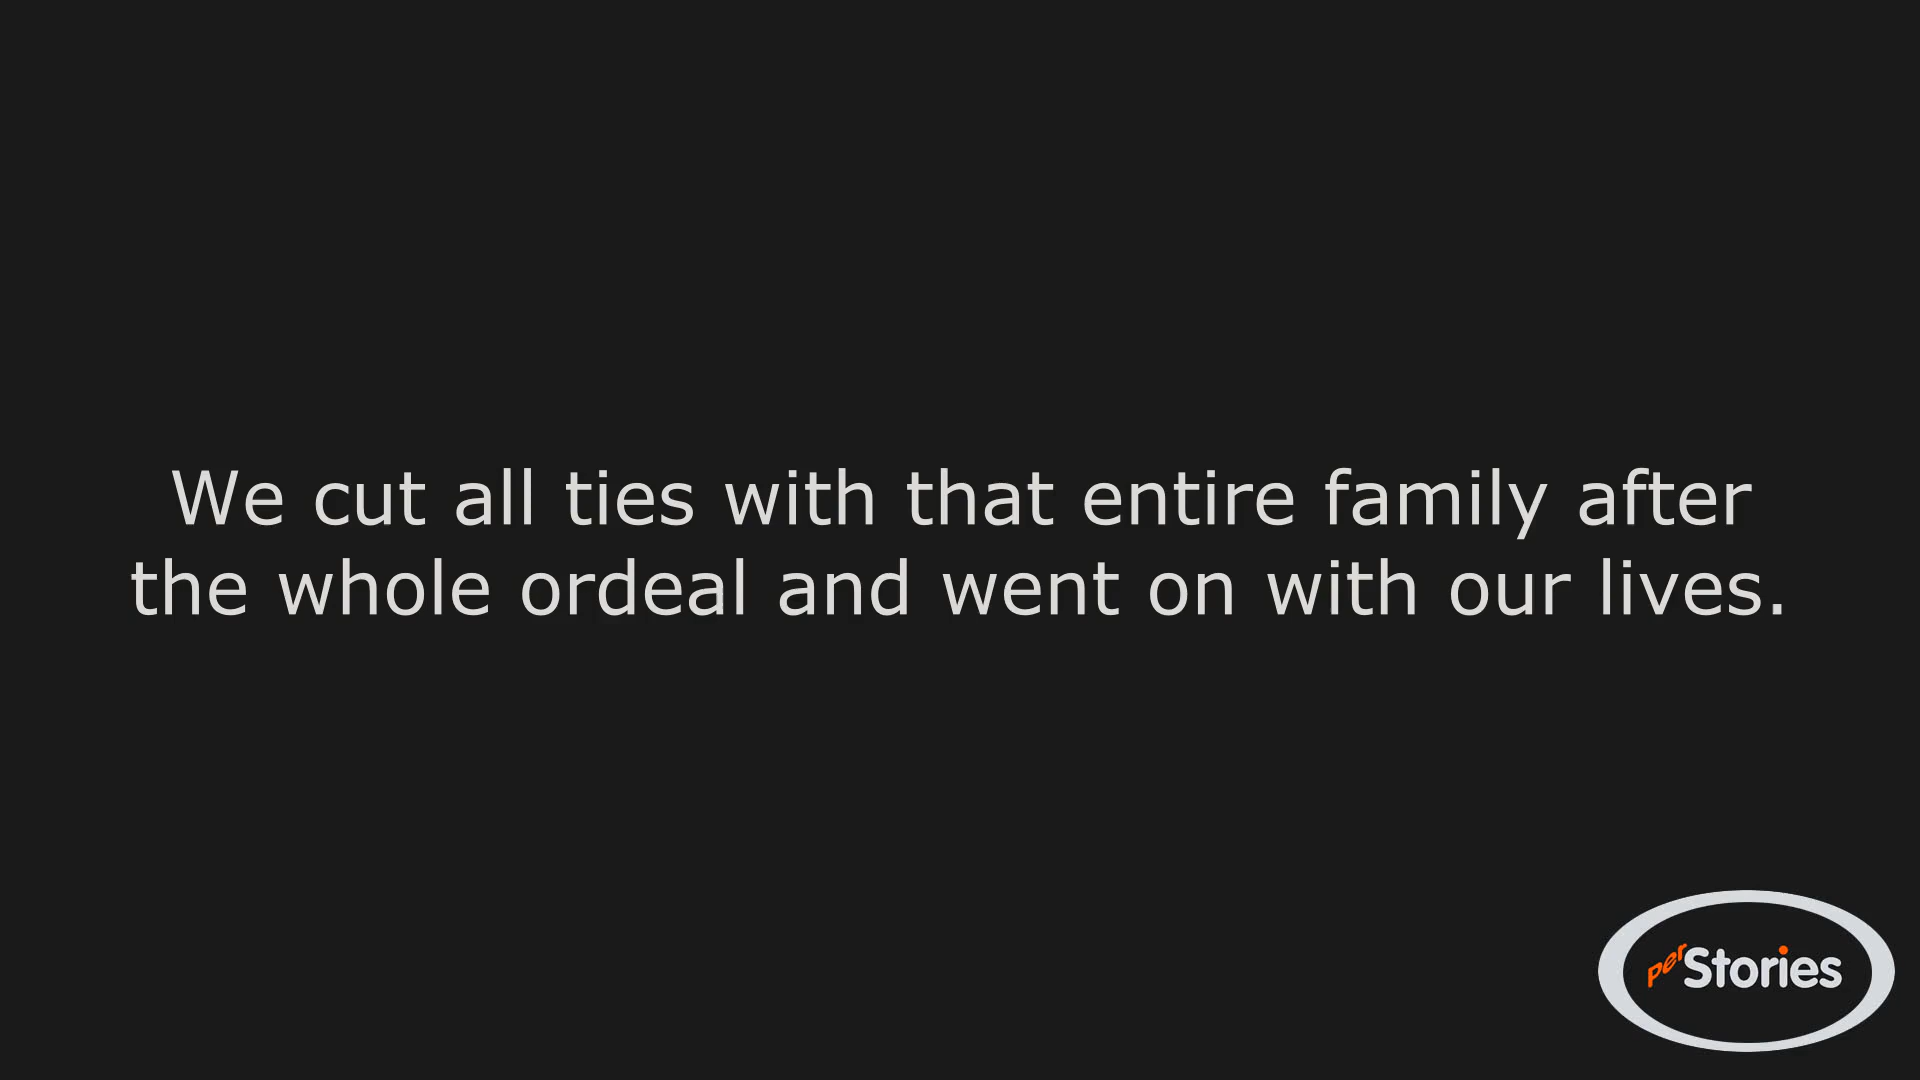 We cut all ties with that entire family after
the whole ordeal and went on with our lives.
perStories